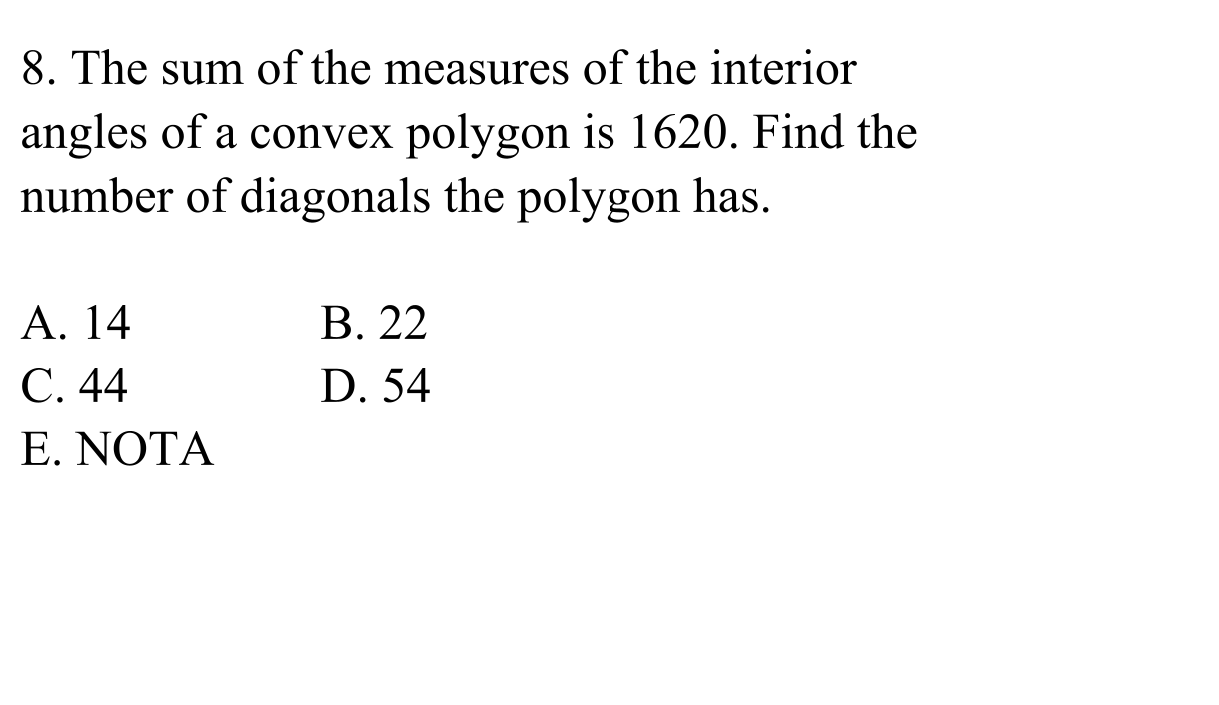 8. The sum of the measures of the interior
angles of a convex polygon is 1620. Find the
number of diagonals the polygon has.
A. 14 B. 22
C. 44 D. 54
E. NOTA